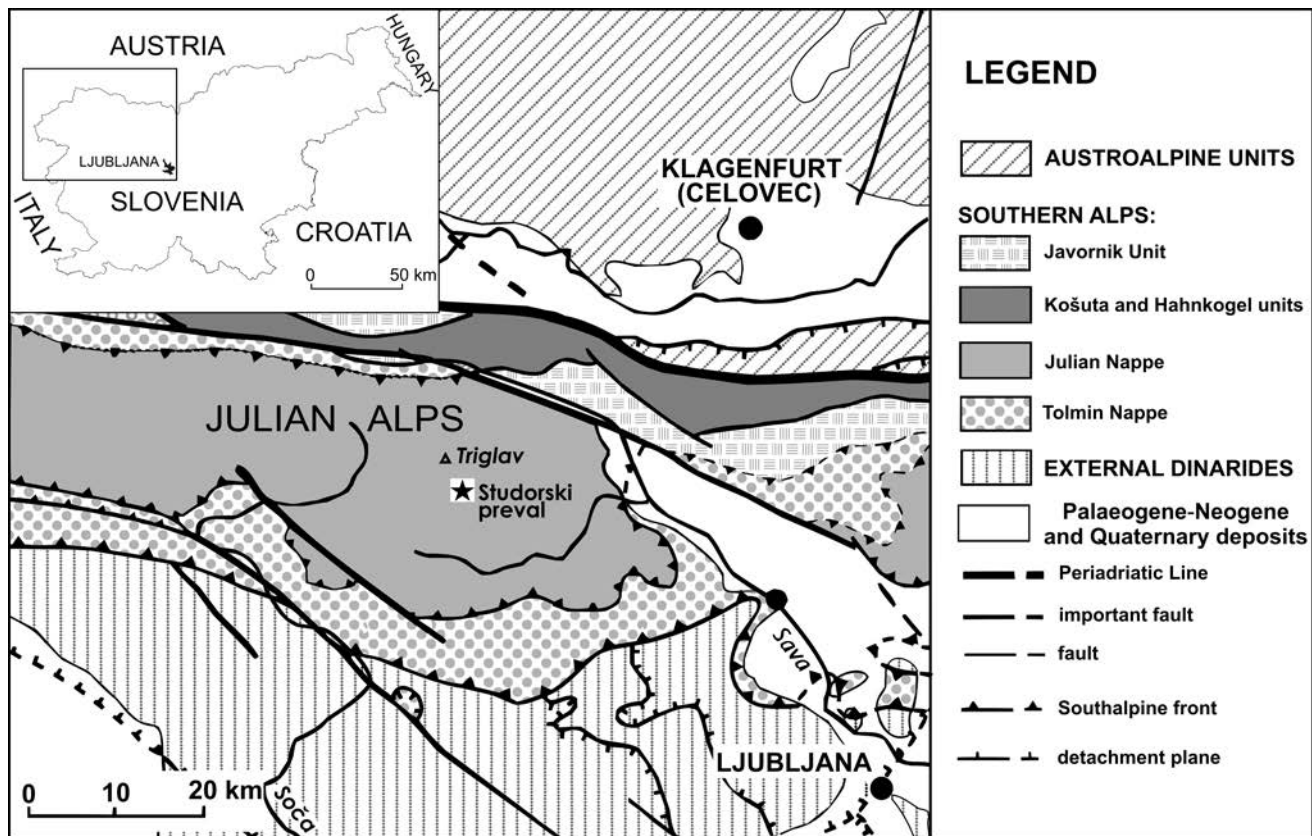 AUSTRIA
HUNGARY
LJUBLJANA
SLOVENIA
ITALY
CROATIA
0 50 km
KLAGENFURT
(CELOVEC)
JULIAN ALPS
Triglav
Studorski
preval
Sava
LJUBLJANA
0 10 20 km
Soča
LEGEND
AUSTROALPINE UNITS
SOUTHERN ALPS:
Javornik Unit
Košuta and Hahnkogel units
Julian Nappe
Tolmin Nappe
EXTERNAL DINARIDES
Palaeogene-Neogene
and Quaternary deposits
Periadriatic Line
important fault
fault
Southalpine front
detachment plane